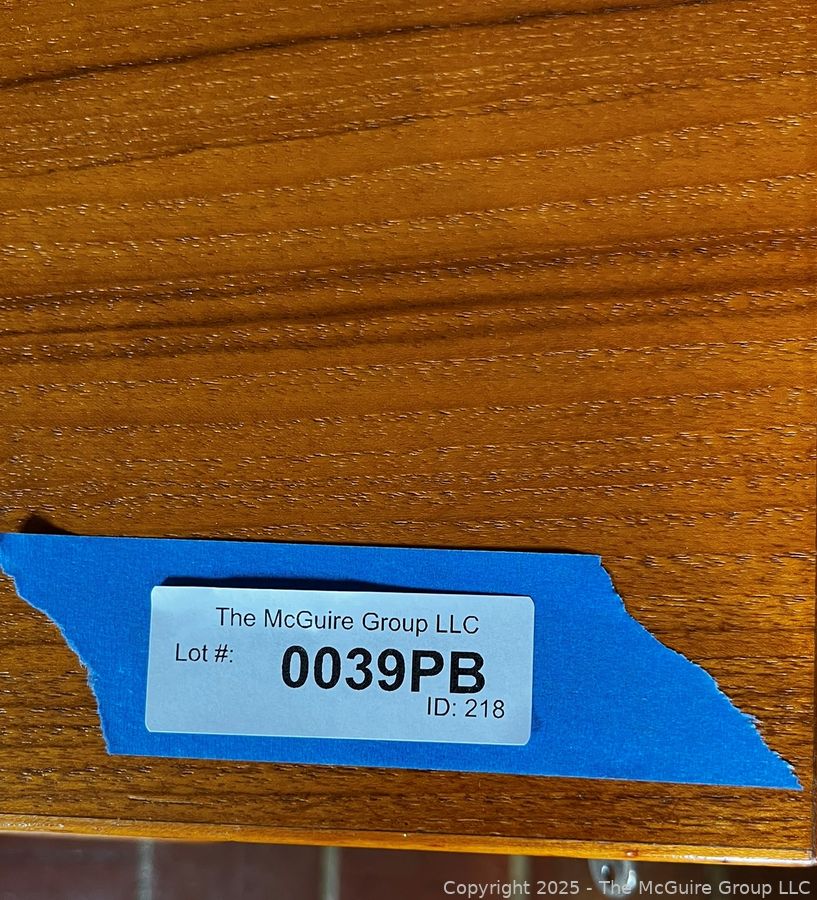 The McGuire Group LLC
Lot #: 0039PB
ID: 218
Copyright 2025 - The McGuire Group LLC